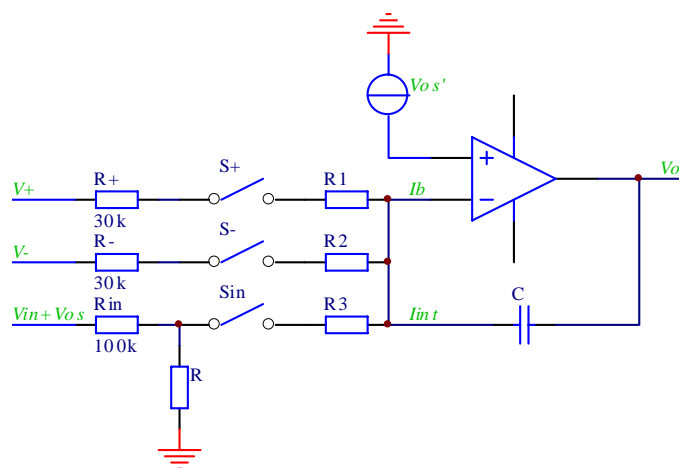 Vos'
+
−
Vo
S+
R+
V+
30k
R1
Ib
S-
R-
V-
30k
R2
Sin
Rin
Vin+Vos
100k
R3
Iint
C
R